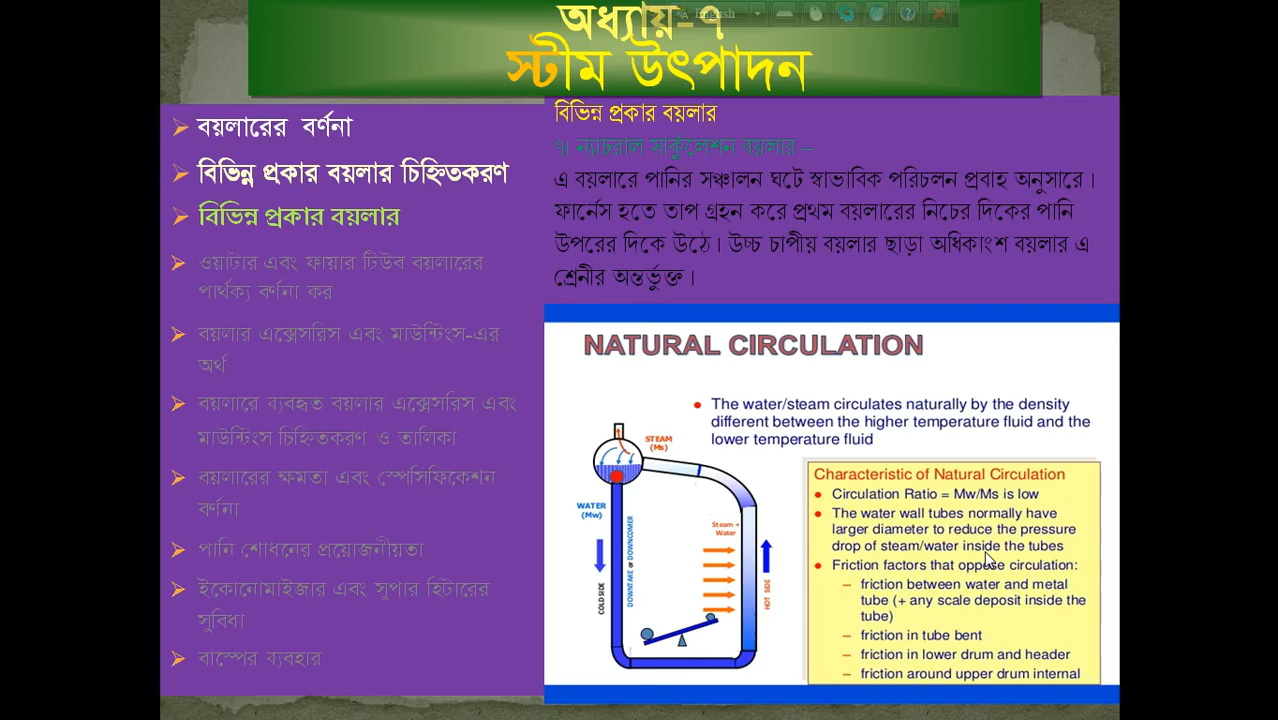 অধ্যায়-৭
English
স্টীম উৎপাদন
বয়লারের বর্ণনা
বিভিন্ন প্রকার বয়লার চিহ্নিতকরণ
বিভিন্ন প্রকার বয়লার
ওয়াটার এবং ফায়ার টিউব বয়লারের
পার্থক্য বর্ণনা কর
বয়লার এক্সেসরিস এবং মাউন্টিংস-এর
অর্থ
বয়লারে ব্যবহৃত বয়লার এক্সেসরিস এবং
মাউন্টিংস চিহ্নিতকরণ ও তালিকা
বয়লারের ক্ষমতা এবং স্পেসিফিকেশন
বর্ণনা
পানি শোধনের প্রয়োজনীয়তা
ইকোনোমাইজার এবং সুপার হিটারের
সুবিধা
বাস্পের ব্যবহার
বিভিন্ন প্রকার বয়লার
৭। ন্যাচরাল সার্কুলেশন বয়লার –
এ বয়লারে পানির সঞ্চালন ঘটে স্বাভাবিক পরিচলন প্রবাহ অনুসারে।
ফার্নেস হতে তাপ গ্রহন করে প্রথম বয়লারের নিচের দিকের পানি
উপরের দিকে উঠে। উচ্চ চাপীয় বয়লার ছাড়া অধিকাংশ বয়লার এ
শ্রেনীর অন্তর্ভুক্ত।
NATURAL CIRCULATION
The water/steam circulates naturally by the density
different between the higher temperature fluid and the
lower temperature fluid
STEAM
(Ms)
WATER
(Mw)
Steam +
Water
COLD SIDE
DOWNTAKE or DOWNCOMER
HOT SIDE
Characteristic of Natural Circulation
Circulation Ratio = Mw/Ms is low
The water wall tubes normally have
larger diameter to reduce the pressure
drop of steam/water inside the tubes
Friction factors that oppose circulation:
– friction between water and metal
tube (+ any scale deposit inside the
tube)
– friction in tube bent
– friction in lower drum and header
– friction around upper drum internal